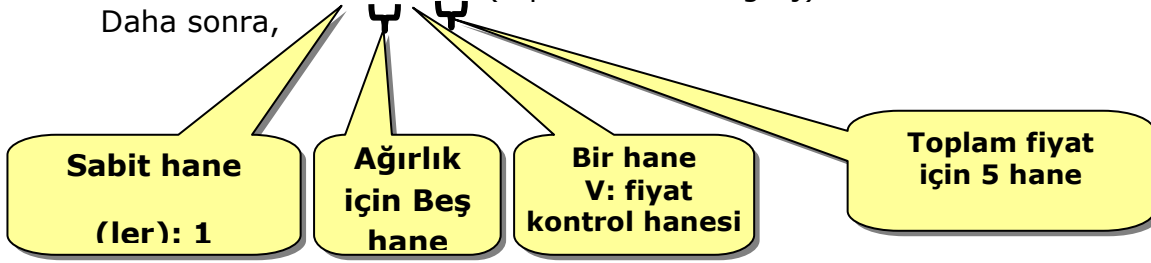 Daha sonra,
Sabit hane
(ler): 1
Ağırlık
için Beş
hane
Bir hane
V: fiyat
kontrol hanesi
Toplam fiyat
için 5 hane